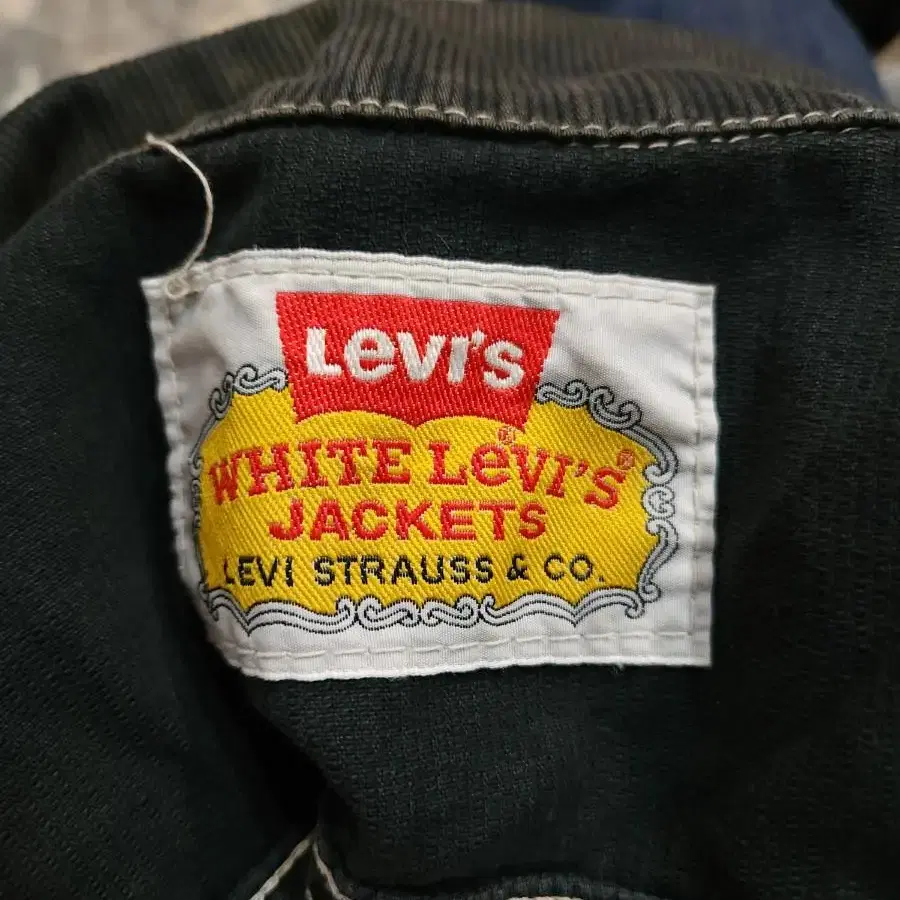 LeVI'S
WHITE LeVI'S®
JACKETS
LEVI STRAUSS & CO.